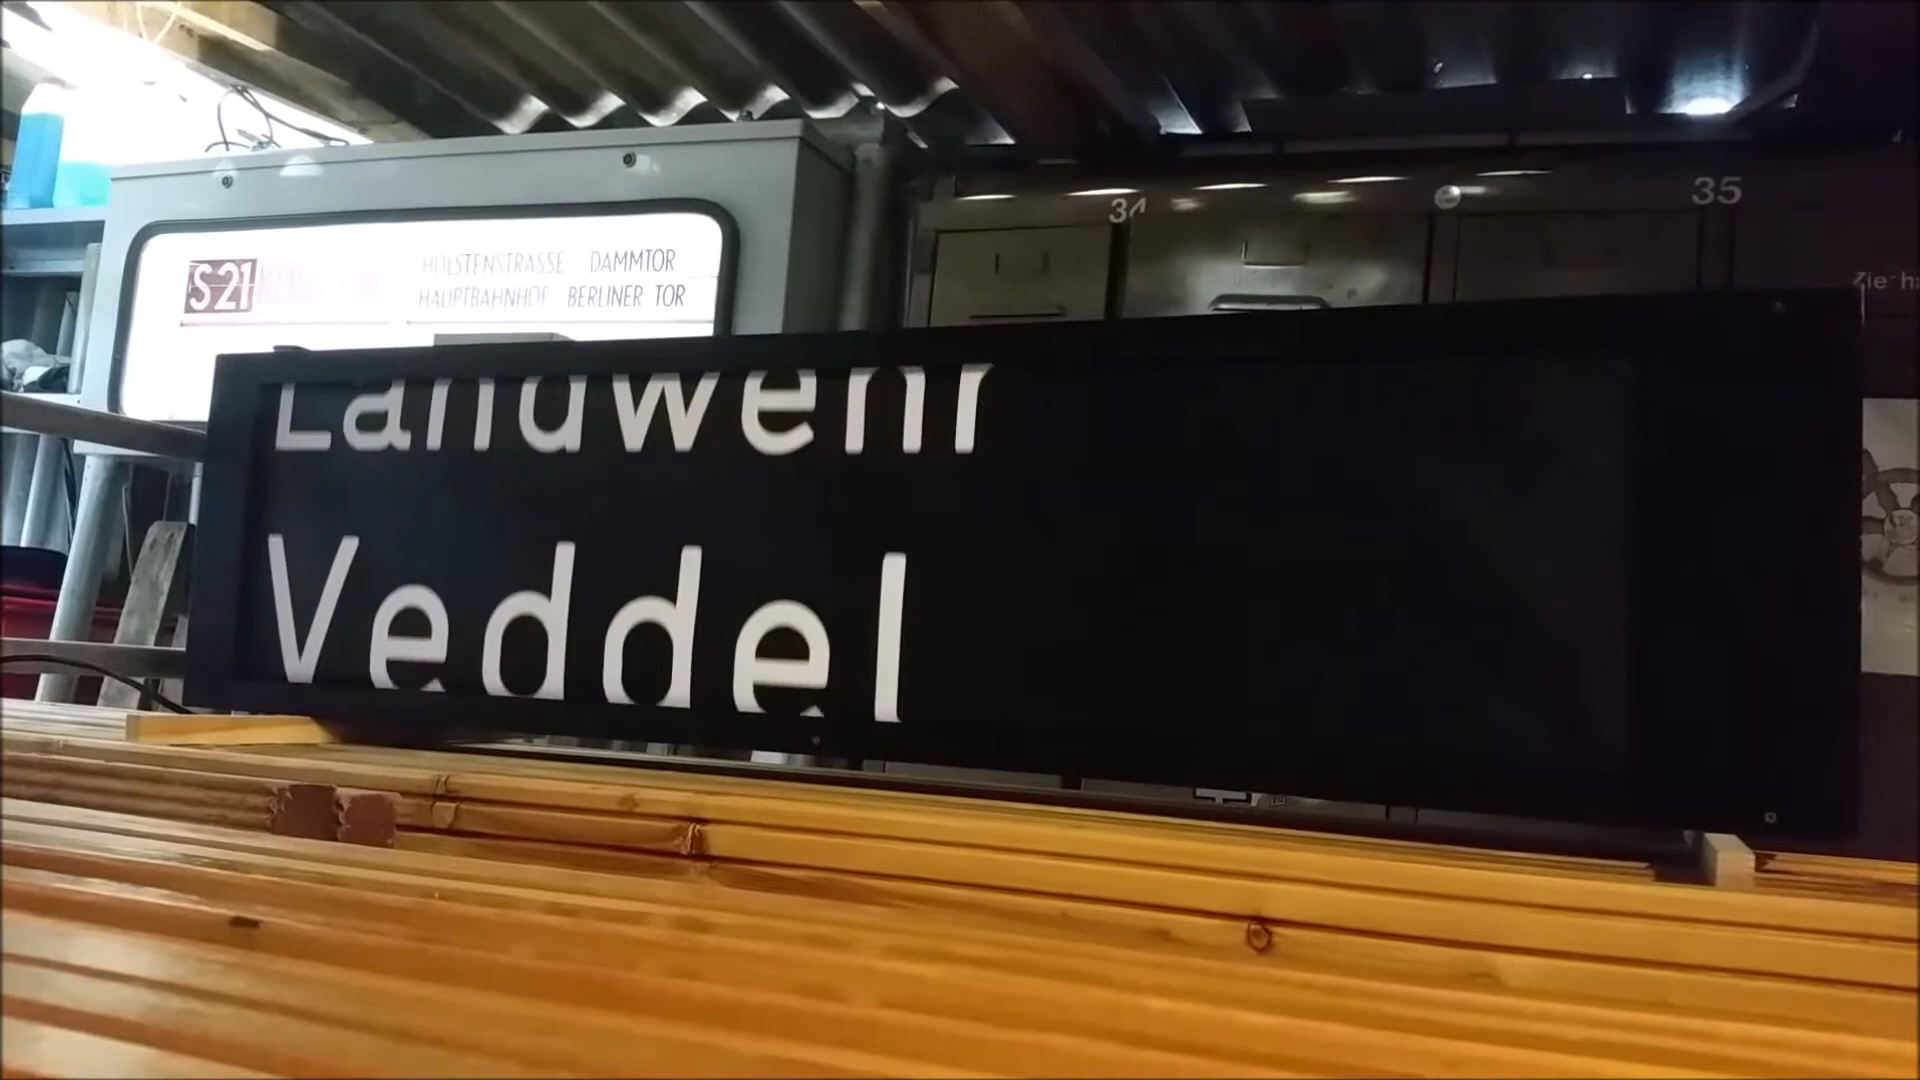 34
35
S21
HOLSTENSTRASSE DAMMTOR
HAUPTBAHNHOF BERLINER TOR
Landwehr
Veddel